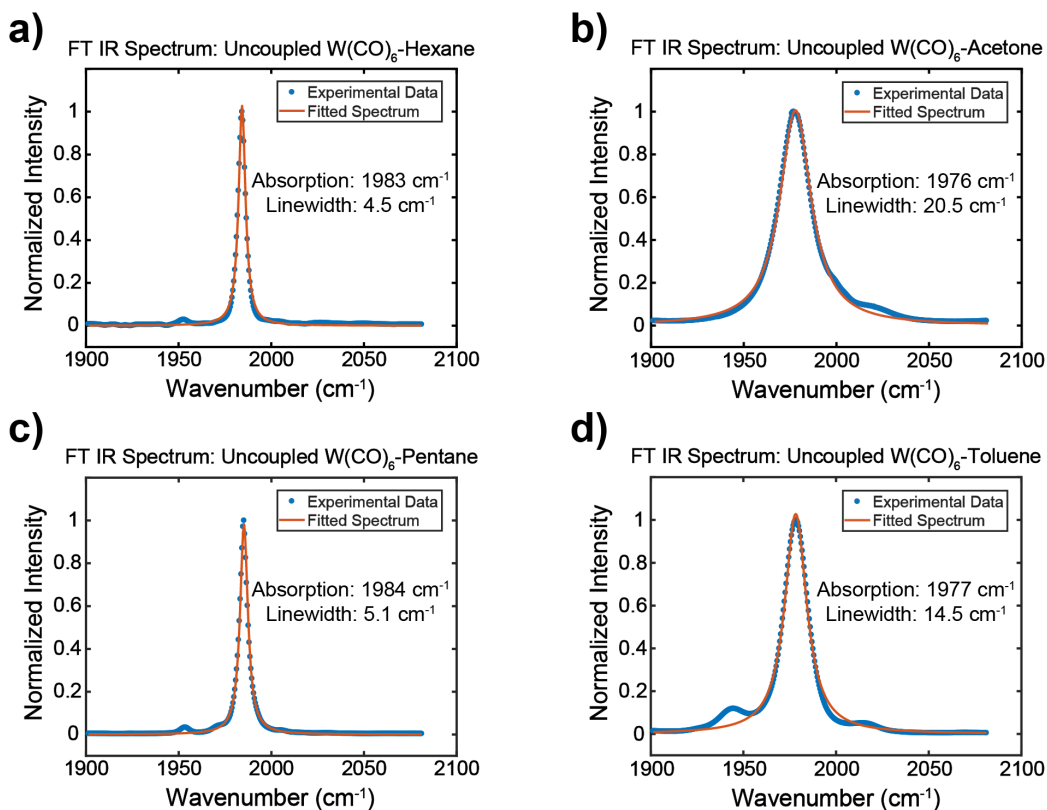 a)
FT IR Spectrum: Uncoupled W(CO)₆-Hexane
Experimental Data
Fitted Spectrum
Absorption: 1983 cm⁻¹
Linewidth: 4.5 cm⁻¹
Normalized Intensity
1
0.8
0.6
0.4
0.2
0
1900 1950 2000 2050 2100
Wavenumber (cm⁻¹)
b)
FT IR Spectrum: Uncoupled W(CO)₆-Acetone
Experimental Data
Fitted Spectrum
Absorption: 1976 cm⁻¹
Linewidth: 20.5 cm⁻¹
Normalized Intensity
1
0.8
0.6
0.4
0.2
0
1900 1950 2000 2050 2100
Wavenumber (cm⁻¹)
c)
FT IR Spectrum: Uncoupled W(CO)₆-Pentane
Experimental Data
Fitted Spectrum
Absorption: 1984 cm⁻¹
Linewidth: 5.1 cm⁻¹
Normalized Intensity
1
0.8
0.6
0.4
0.2
0
1900 1950 2000 2050 2100
Wavenumber (cm⁻¹)
d)
FT IR Spectrum: Uncoupled W(CO)₆-Toluene
Experimental Data
Fitted Spectrum
Absorption: 1977 cm⁻¹
Linewidth: 14.5 cm⁻¹
Normalized Intensity
1
0.8
0.6
0.4
0.2
0
1900 1950 2000 2050 2100
Wavenumber (cm⁻¹)